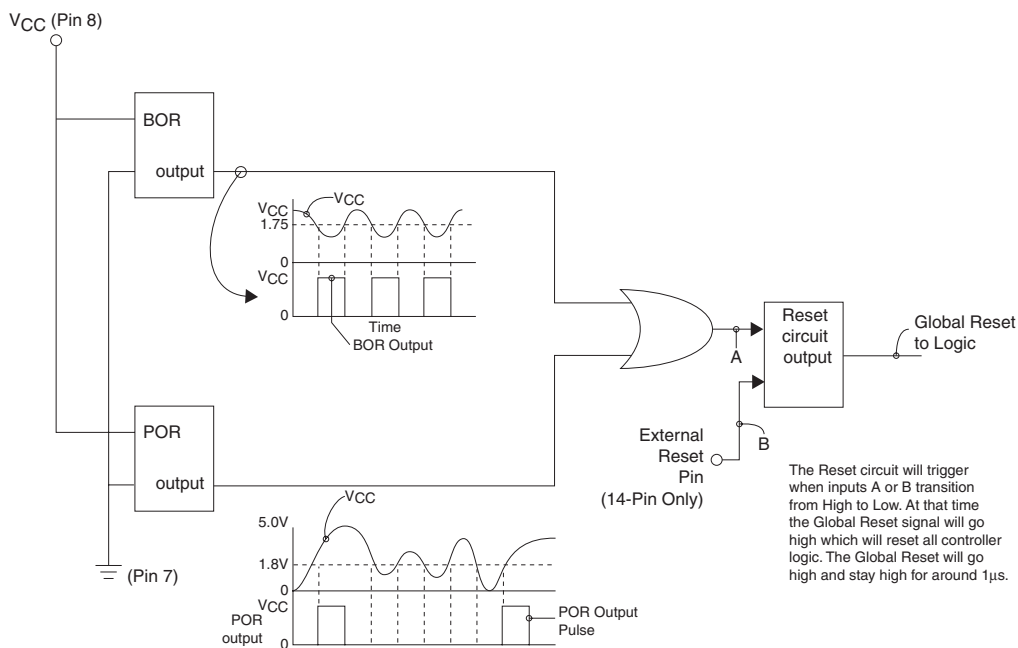 VCC (Pin 8)
BOR
output
VCC
VCC
1.75
0
VCC
0
Time
BOR Output
Reset
circuit
output
Global Reset
to Logic
A
B
External
Reset
Pin
(14-Pin Only)
POR
output
(Pin 7)
VCC
5.0V
1.8V
0
VCC
POR
output
0
POR Output
Pulse
The Reset circuit will trigger
when inputs A or B transition
from High to Low. At that time
the Global Reset signal will go
high which will reset all controller
logic. The Global Reset will go
high and stay high for around 1µs.